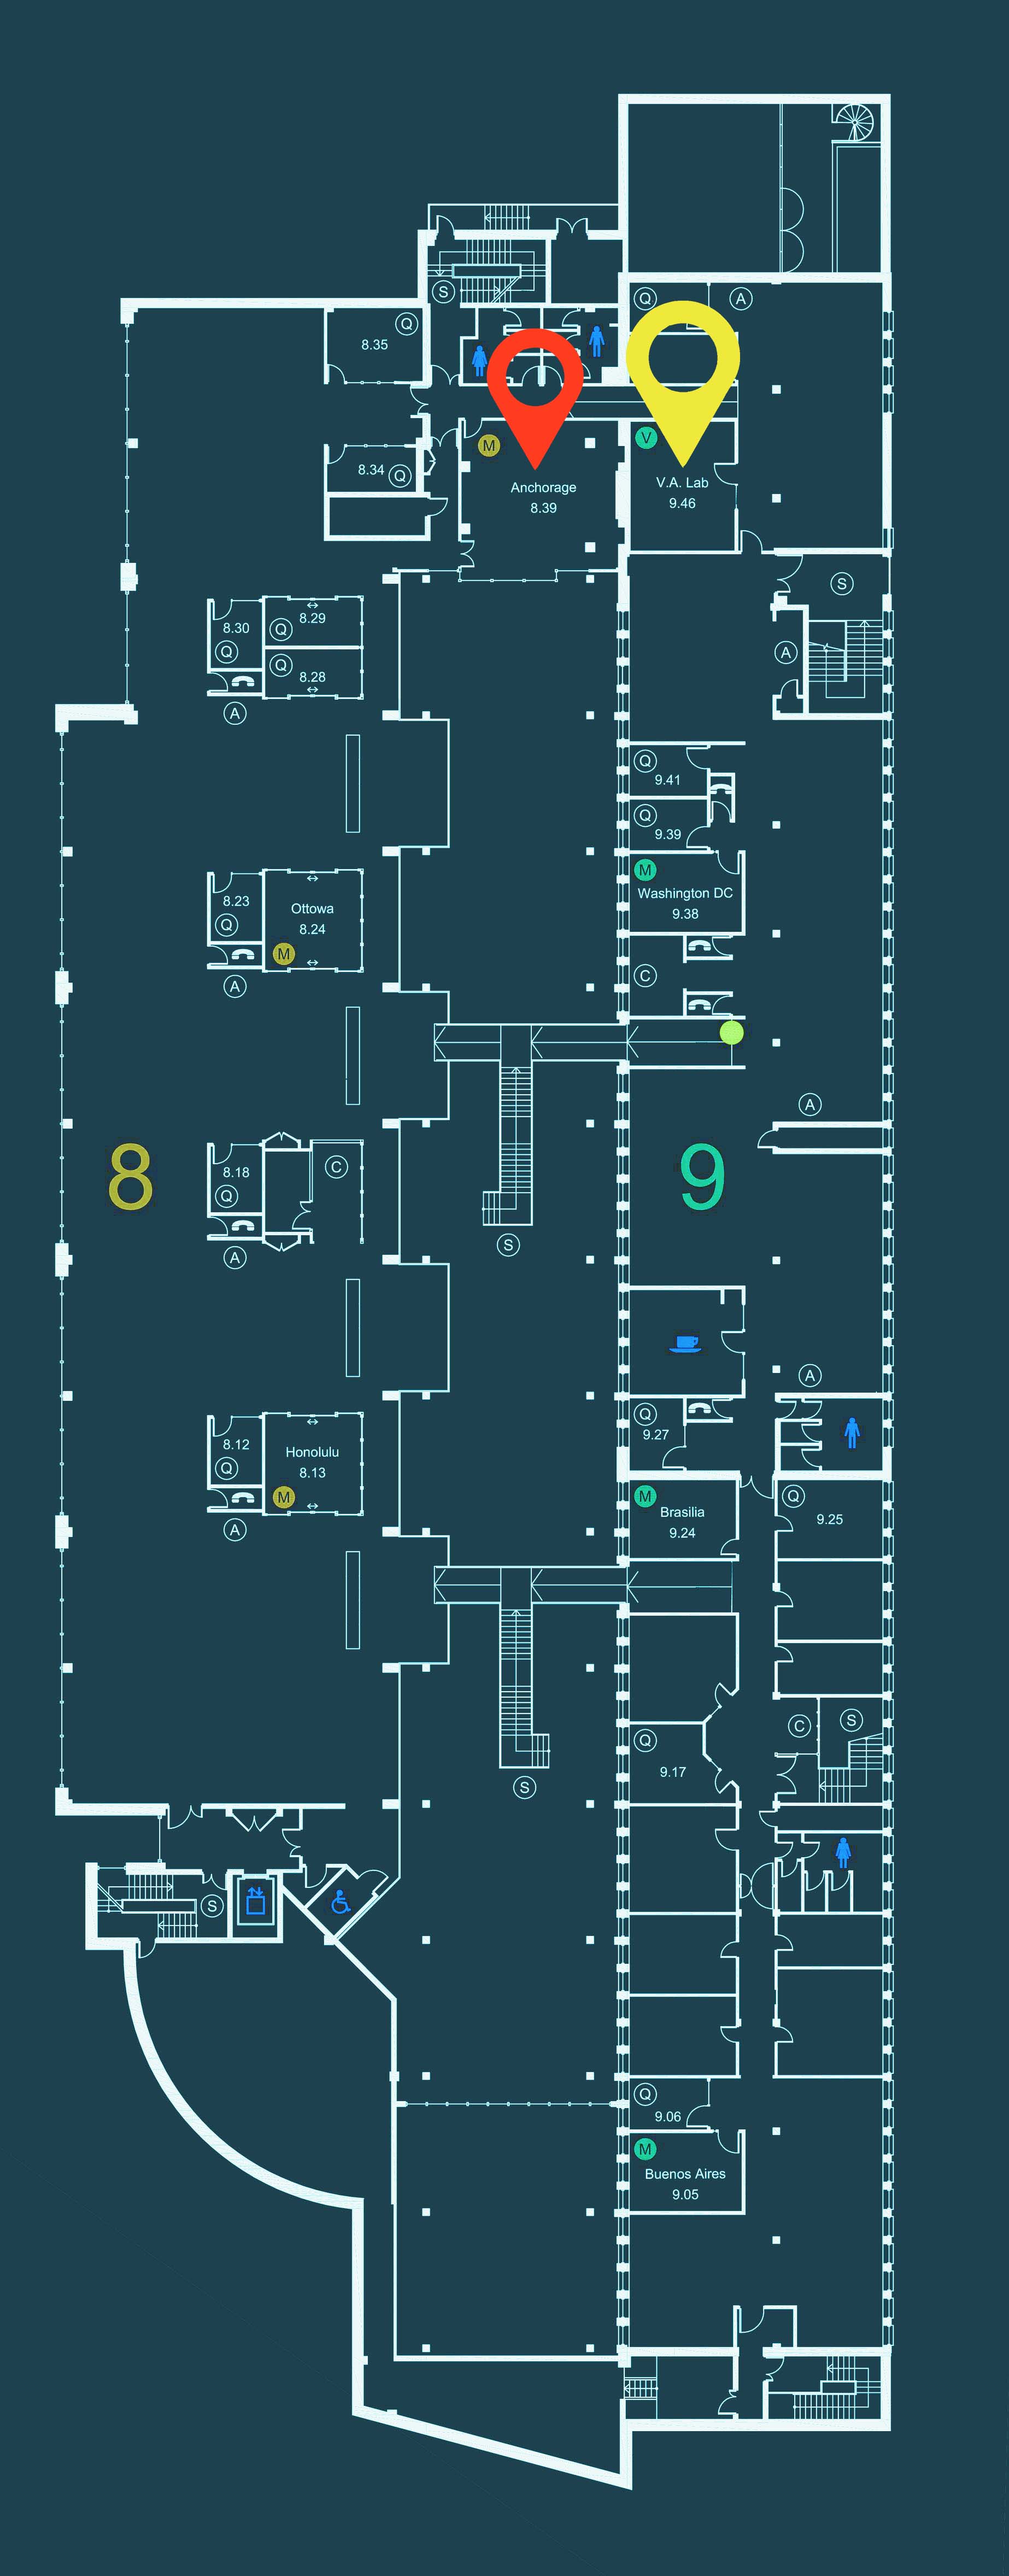 S
Q
A
Q
8.35
M
V
8.34
Q
Anchorage
8.39
V.A. Lab
9.46
S
8.30
Q
8.29
Q
Q
8.28
A
A
Q
9.41
Q
9.39
M
Washington DC
9.38
8.23
Q
Ottowa
8.24
M
A
C
A
8
8.18
Q
C
A
S
9
A
Q
9.27
8.12
Q
Honolulu
8.13
M
A
M
Brasilia
9.24
Q
9.25
Q
9.17
C
S
S
S
Q
9.06
M
Buenos Aires
9.05